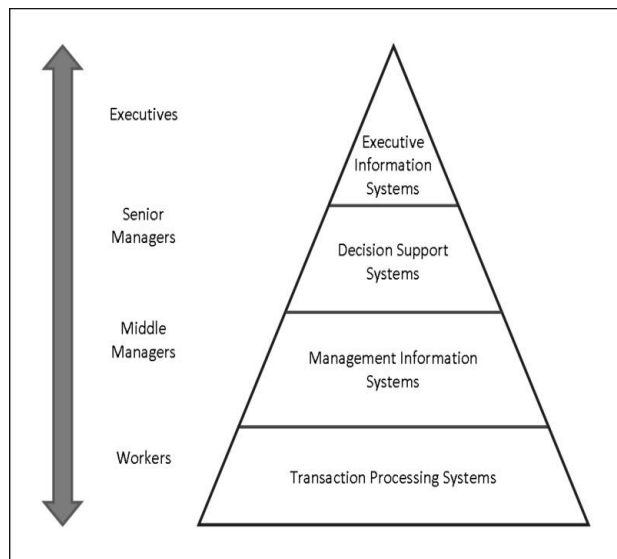 Executives
Executive
Information
Systems
Senior
Managers
Decision Support
Systems
Middle
Managers
Management Information
Systems
Workers
Transaction Processing Systems